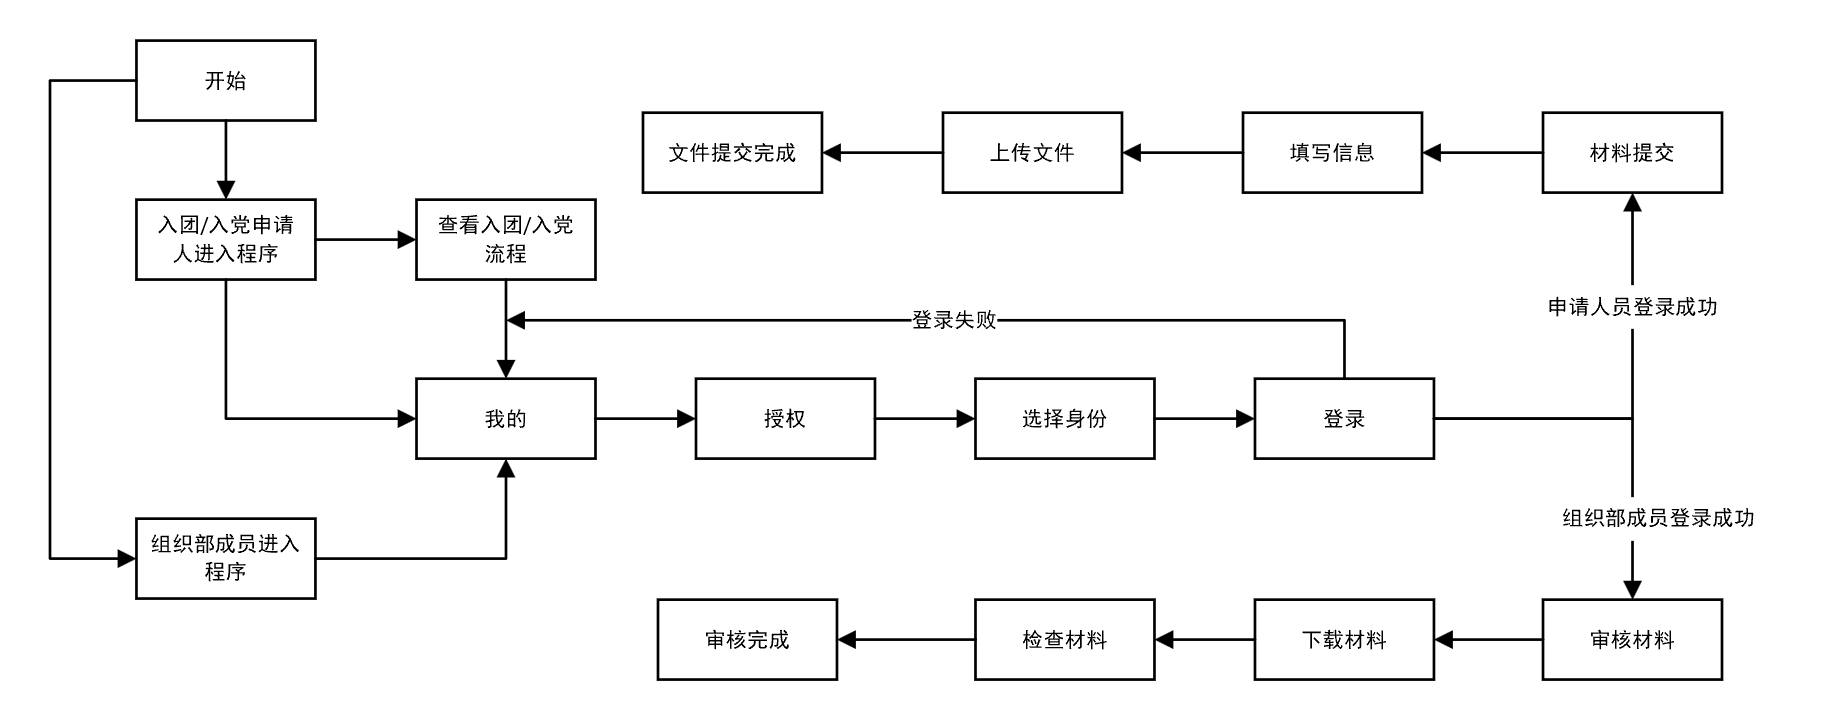 开始
文件提交完成
上传文件
填写信息
材料提交
入团/入党申请
人进入程序
查看入团/入党
流程
申请人员登录成功
登录失败
我的
授权
选择身份
登录
组织部成员登录成功
组织部成员进入
程序
审核完成
检查材料
下载材料
审核材料